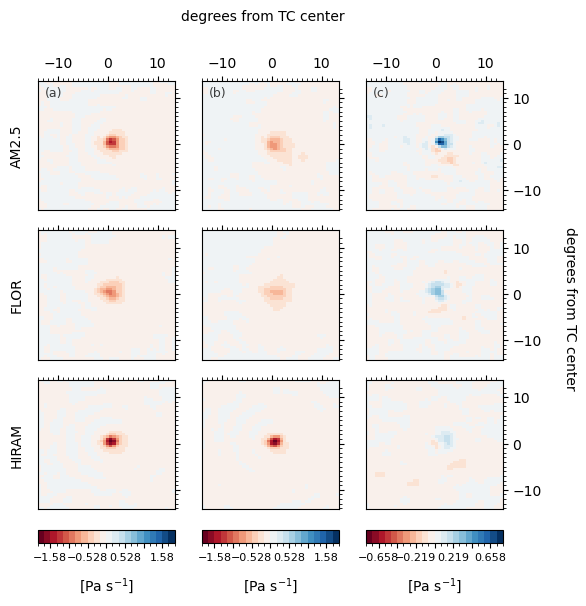 degrees from TC center
−10 0 10 −10 0 10 −10 0 10
(a) (b) (c)
AM2.5
10
0
−10
FLOR
10
0
−10
degrees from TC center
HIRAM
10
0
−10
−1.58 −0.528 0.528 1.58 −1.58 −0.528 0.528 1.58 −0.658 −0.219 0.219 0.658
[Pa s⁻¹] [Pa s⁻¹] [Pa s⁻¹]